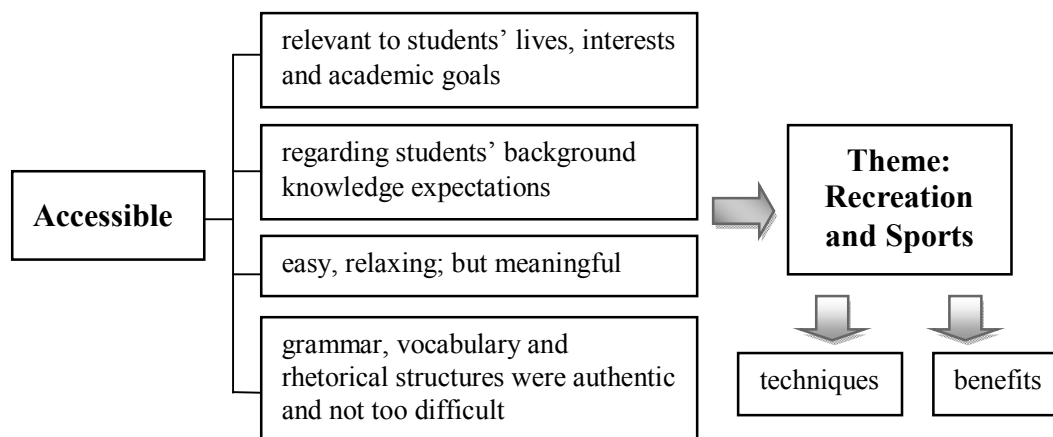 Accessible
relevant to students’ lives, interests
and academic goals
regarding students’ background
knowledge expectations
easy, relaxing; but meaningful
grammar, vocabulary and
rhetorical structures were authentic
and not too difficult
Theme:
Recreation
and Sports
techniques
benefits